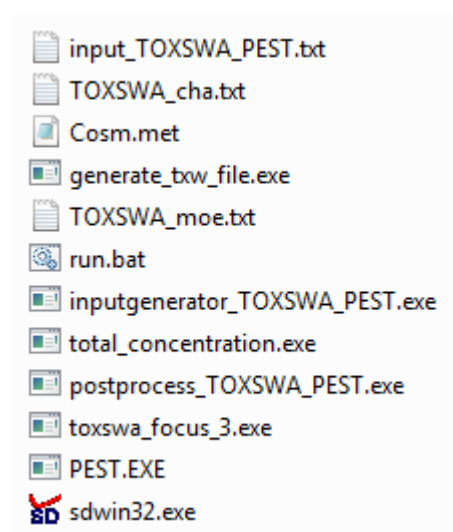 input_TOXSWA_PEST.txt
TOXSWA_cha.txt
Cosm.met
generate_txw_file.exe
TOXSWA_moe.txt
run.bat
inputgenerator_TOXSWA_PEST.exe
total_concentration.exe
postprocess_TOXSWA_PEST.exe
toxswa_focus_3.exe
PEST.EXE
SD sdwin32.exe